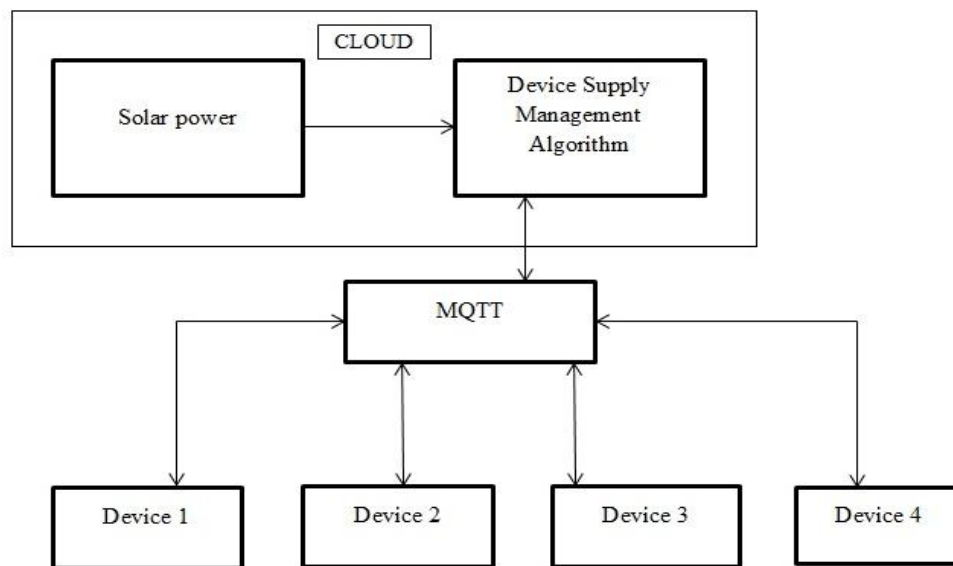 CLOUD
Solar power
Device Supply
Management
Algorithm
MQTT
Device 1
Device 2
Device 3
Device 4